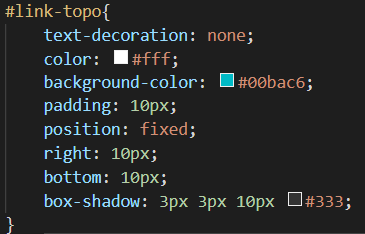 #link-topo{
text-decoration: none;
color: #fff;
background-color: #00bac6;
padding: 10px;
position: fixed;
right: 10px;
bottom: 10px;
box-shadow: 3px 3px 10px #333;
}